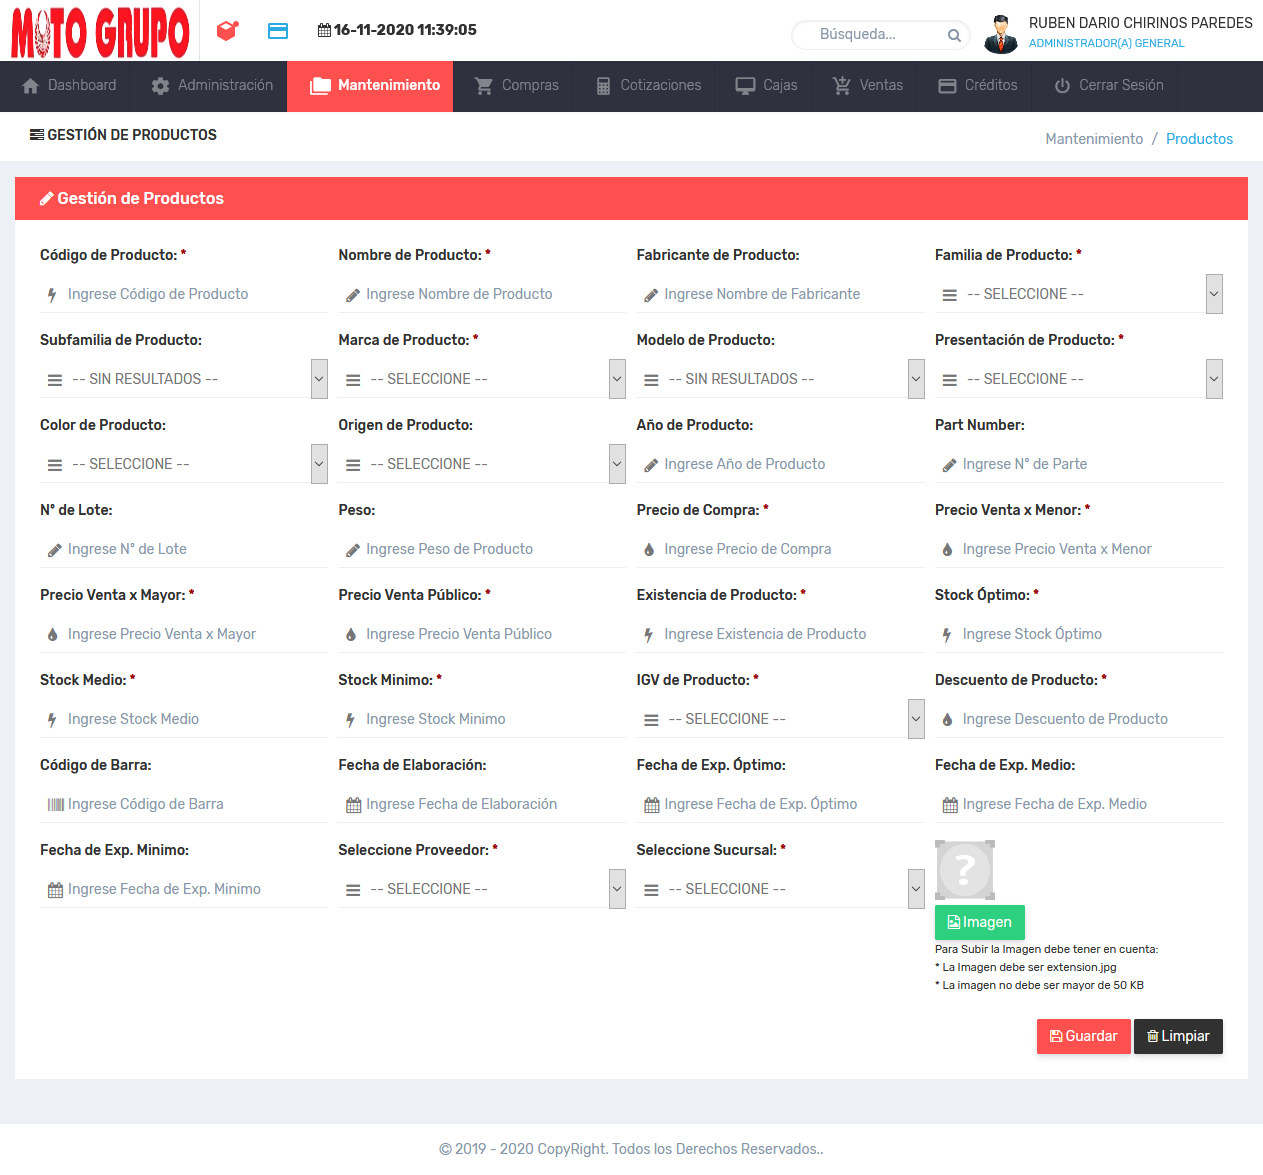 MOTO GRUPO
16-11-2020 11:39:05
Búsqueda...
RUBEN DARIO CHIRINOS PAREDES
ADMINISTRADOR(A) GENERAL
Dashboard Administración Mantenimiento Compras Cotizaciones Cajas Ventas Créditos Cerrar Sesión
GESTIÓN DE PRODUCTOS
Mantenimiento / Productos
Gestión de Productos
Código de Producto: * Nombre de Producto: * Fabricante de Producto: Familia de Producto: *
Ingrese Código de Producto Ingrese Nombre de Producto Ingrese Nombre de Fabricante -- SELECCIONE --
Subfamilia de Producto: Marca de Producto: * Modelo de Producto: Presentación de Producto: *
-- SIN RESULTADOS -- -- SELECCIONE -- -- SIN RESULTADOS -- -- SELECCIONE --
Color de Producto: Origen de Producto: Año de Producto: Part Number:
-- SELECCIONE -- -- SELECCIONE -- Ingrese Año de Producto Ingrese Nº de Parte
Nº de Lote: Peso: Precio de Compra: * Precio Venta x Menor: *
Ingrese Nº de Lote Ingrese Peso de Producto Ingrese Precio de Compra Ingrese Precio Venta x Menor
Precio Venta x Mayor: * Precio Venta Público: * Existencia de Producto: * Stock Óptimo: *
Ingrese Precio Venta x Mayor Ingrese Precio Venta Público Ingrese Existencia de Producto Ingrese Stock Óptimo
Stock Medio: * Stock Minimo: * IGV de Producto: * Descuento de Producto: *
Ingrese Stock Medio Ingrese Stock Minimo -- SELECCIONE -- Ingrese Descuento de Producto
Código de Barra: Fecha de Elaboración: Fecha de Exp. Óptimo: Fecha de Exp. Medio:
Ingrese Código de Barra Ingrese Fecha de Elaboración Ingrese Fecha de Exp. Óptimo Ingrese Fecha de Exp. Medio
Fecha de Exp. Minimo: Seleccione Proveedor: * Seleccione Sucursal: *
Ingrese Fecha de Exp. Minimo -- SELECCIONE -- -- SELECCIONE --
?
Imagen
Para Subir la Imagen debe tener en cuenta:
* La Imagen debe ser extension.jpg
* La imagen no debe ser mayor de 50 KB
Guardar Limpiar
© 2019 - 2020 CopyRight. Todos los Derechos Reservados..